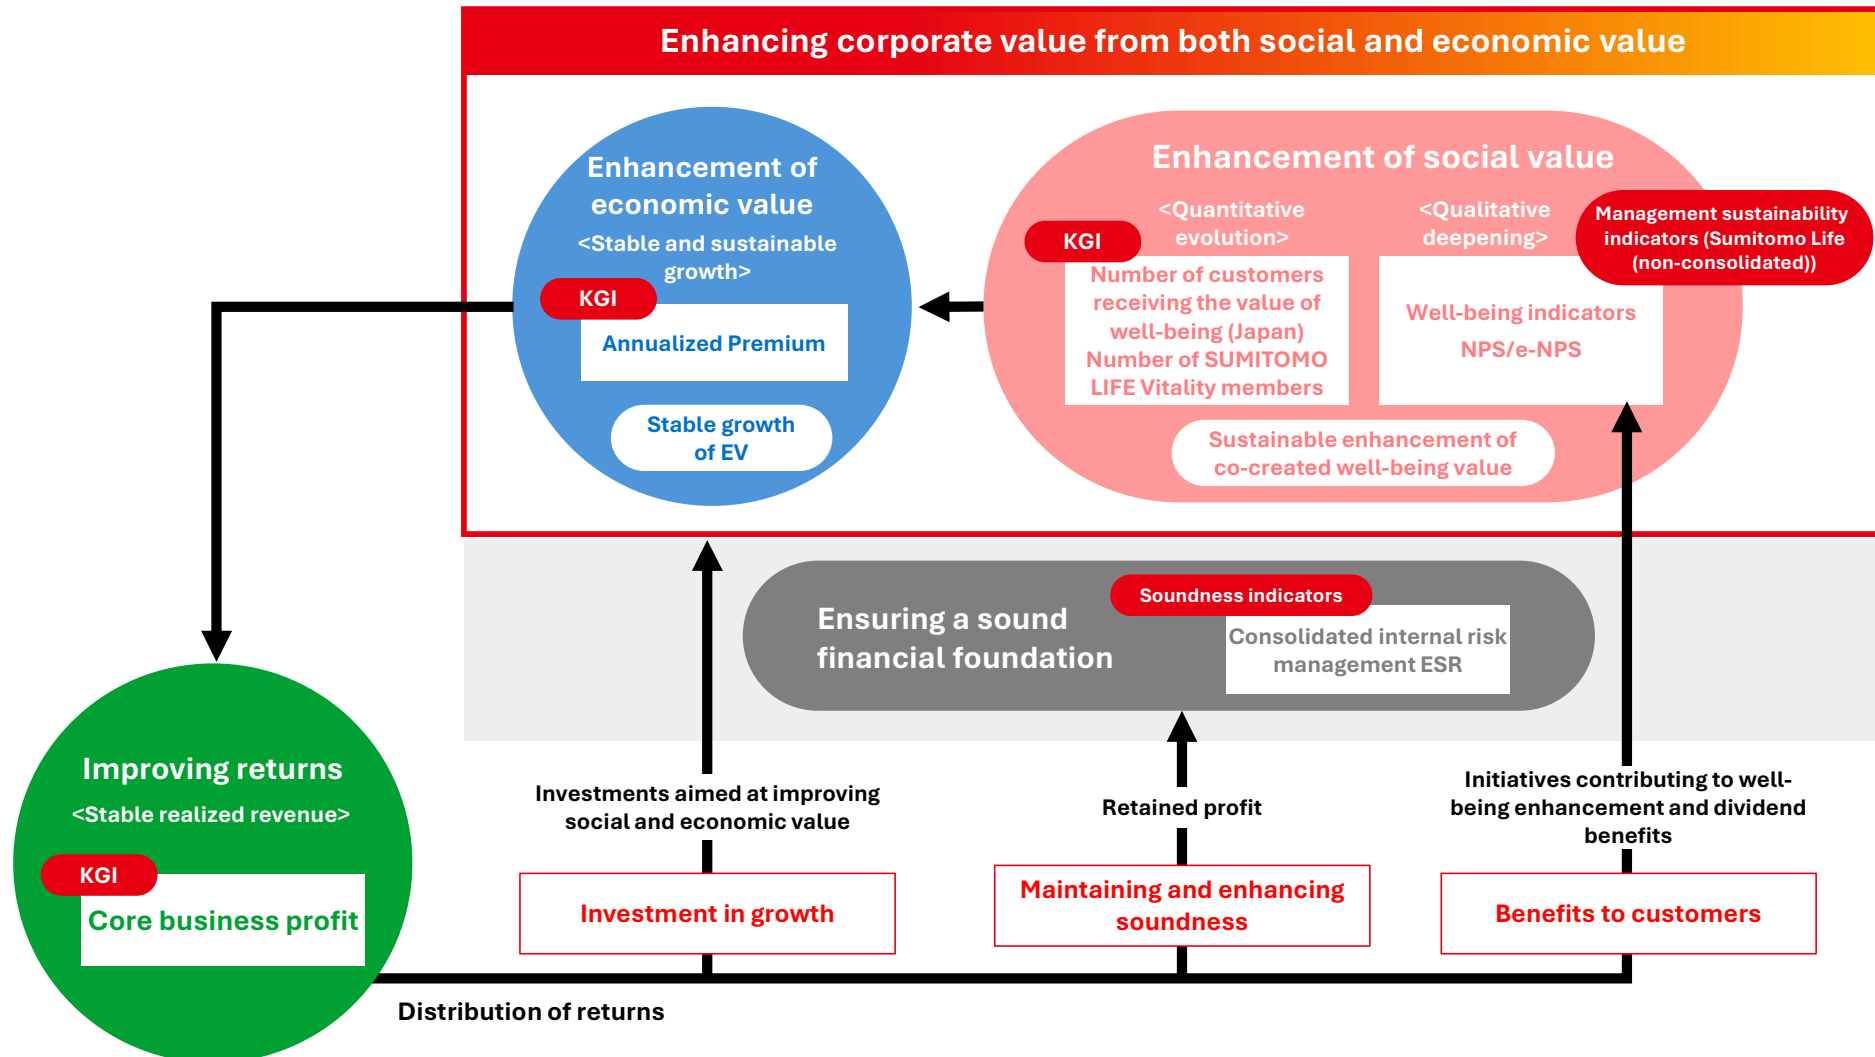 Enhancing corporate value from both social and economic value
Enhancement of
economic value
<Stable and sustainable
growth>
KGI
Annualized Premium
Stable growth
of EV
Enhancement of social value
<Quantitative
evolution>
KGI
Number of customers
receiving the value of
well-being (Japan)
Number of SUMITOMO
LIFE Vitality members
<Qualitative
deepening>
Management sustainability
indicators (Sumitomo Life
(non-consolidated))
Well-being indicators
NPS/e-NPS
Sustainable enhancement of
co-created well-being value
Ensuring a sound
financial foundation
Soundness indicators
Consolidated internal risk
management ESR
Improving returns
<Stable realized revenue>
KGI
Core business profit
Investments aimed at improving
social and economic value
Investment in growth
Retained profit
Maintaining and enhancing
soundness
Initiatives contributing to well-
being enhancement and dividend
benefits
Benefits to customers
Distribution of returns